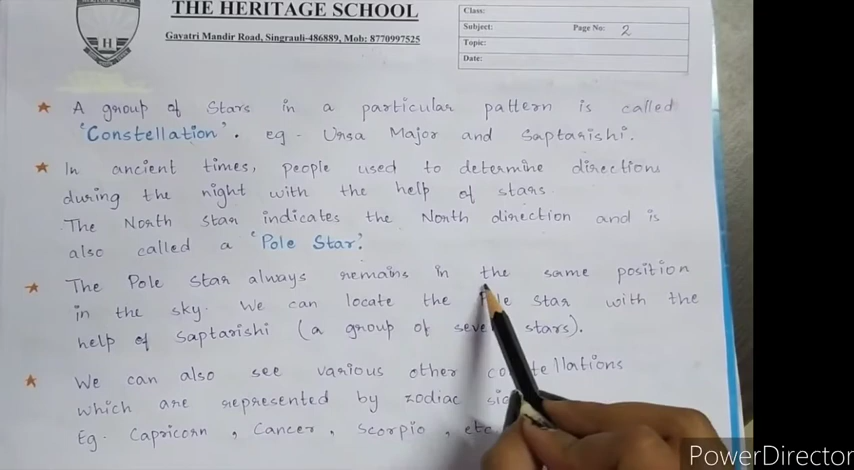 THE HERITAGE SCHOOL
Gayatri Mandir Road, Singrauli-486889, Mob: 8770997525
Class:
Subject: Page No: 2
Topic:
Date:
H
★ A group of Stars in a particular pattern is called
'Constellation'. eg - Ursa Major and Saptarishi.
★ In ancient times, people used to determine directions
during the night with the help of stars
The North star indicates the North direction and is
also called a 'Pole Star'.
★ The Pole star always remains in the same position
in the sky. We can locate the star with the
help of Saptarishi (a group of stars).
★ We can also see various other
which are represented by zodiac
Eg. Capricorn, Cancer, Scorpio, etc
PowerDirector